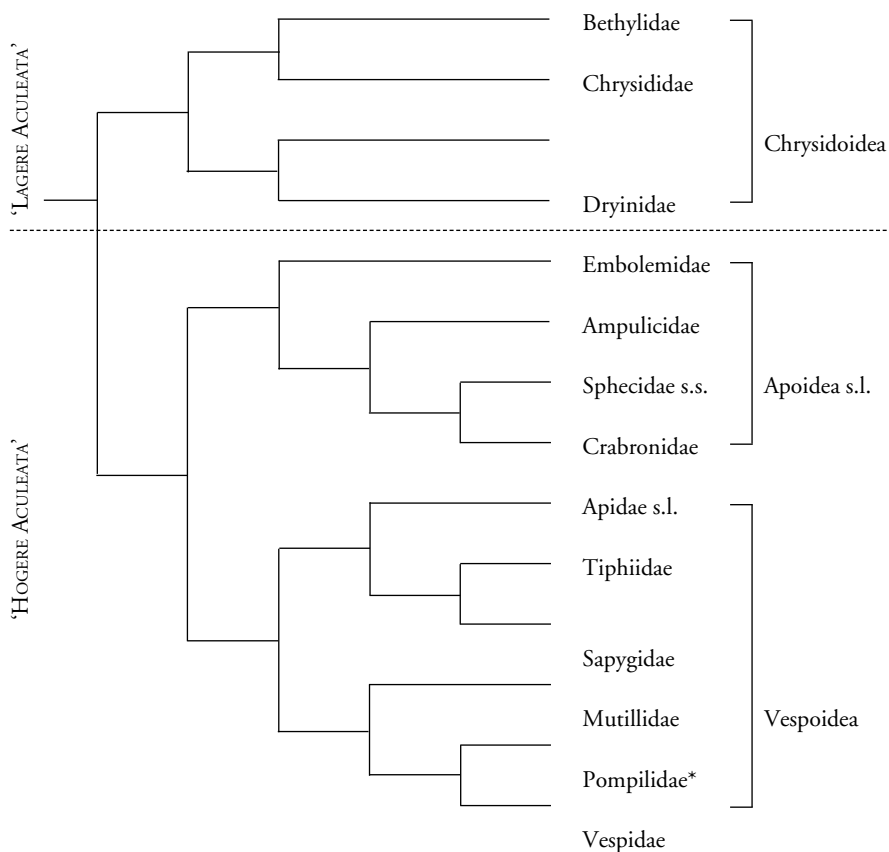 'LAGERE ACULEATA'
Bethylidae
Chrysididae
Chrysidoidea
Dryinidae
Embolemidae
Ampulicidae
Sphecidae s.s.
Apoidea s.l.
Crabronidae
'HOGERE ACULEATA'
Apidae s.l.
Tiphiidae
Sapygidae
Mutillidae
Vespoidea
Pompilidae*
Vespidae